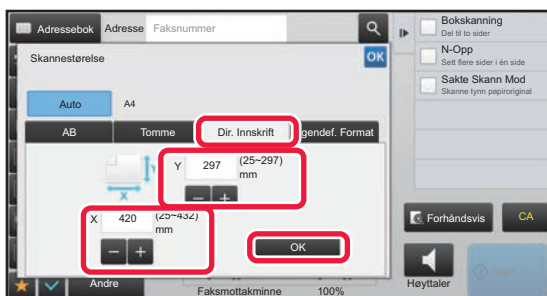 Adressebok
Adresse
Faksnummer
Skannestørelse
OK
Auto
A4
AB
Tomme
Dir. Innskrift
gendef. Format
Y
297
(25~297)
mm
Y
X
X
420
(25~432)
mm
OK
Andre
Faksmottakminne
100%
Bokskanning
Del til to sider
N-Opp
Sett flere sider i én side
Sakte Skann Mod
Skanne tynn papiroriginal
Forhåndsvis
CA
Høyttaler
Start